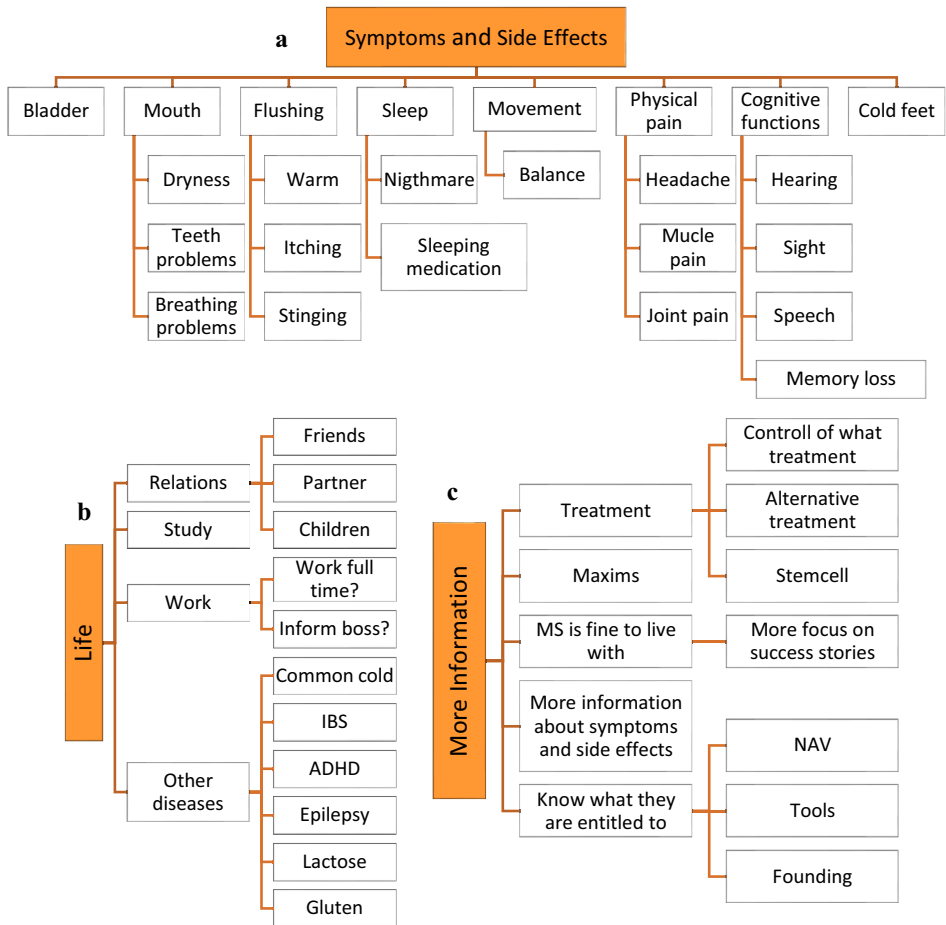 a
Symptoms and Side Effects
Bladder
Mouth
Dryness
Teeth
problems
Breathing
problems
Flushing
Warm
Itching
Stinging
Sleep
Nigthmare
Sleeping
medication
Movement
Balance
Physical
pain
Headache
Mucle
pain
Joint pain
Cognitive
functions
Hearing
Sight
Speech
Memory loss
Cold feet
b
Life
Relations
Friends
Partner
Children
Study
Work
Work full
time?
Inform boss?
Other
diseases
Common cold
IBS
ADHD
Epilepsy
Lactose
Gluten
c
More Information
Treatment
Controll of what
treatment
Alternative
treatment
Stemcell
Maxims
MS is fine to live
with
More focus on
success stories
More information
about symptoms
and side effects
Know what they
are entitled to
NAV
Tools
Founding